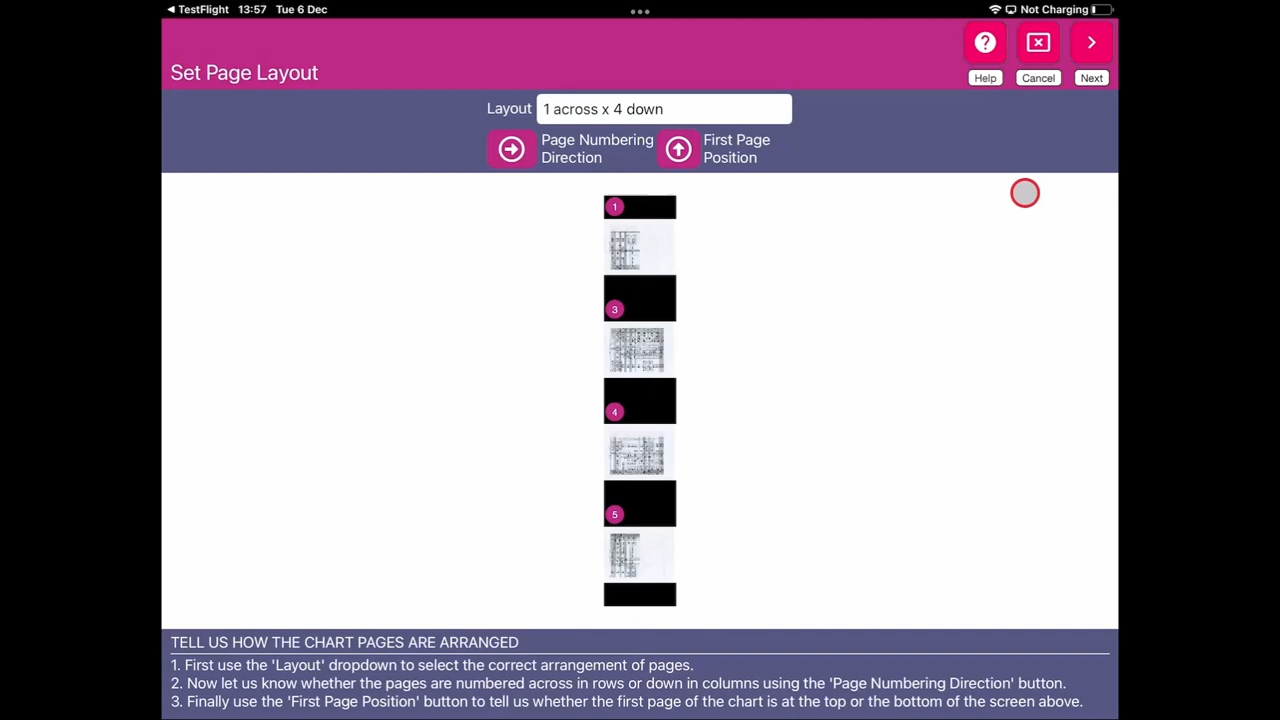 TestFlight 13:57 Tue 6 Dec Not Charging
Set Page Layout
Help Cancel Next
Layout 1 across x 4 down
Page Numbering Direction
First Page Position
1
3
4
5
TELL US HOW THE CHART PAGES ARE ARRANGED
1. First use the 'Layout' dropdown to select the correct arrangement of pages.
2. Now let us know whether the pages are numbered across in rows or down in columns using the 'Page Numbering Direction' button.
3. Finally use the 'First Page Position' button to tell us whether the first page of the chart is at the top or the bottom of the screen above.